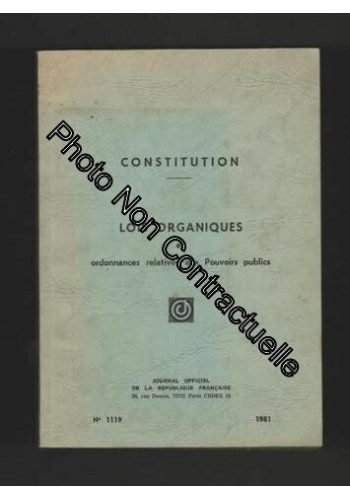 CONSTITUTION
LOIS ORGANIQUES
ordonnances relatives aux Pouvoirs publics
Photo Non Contractuelle
JOURNAL OFFICIEL
DE LA RÉPUBLIQUE FRANÇAISE
26, rue Desaix, 75732 Paris CEDEX 15
N° 1119
1981